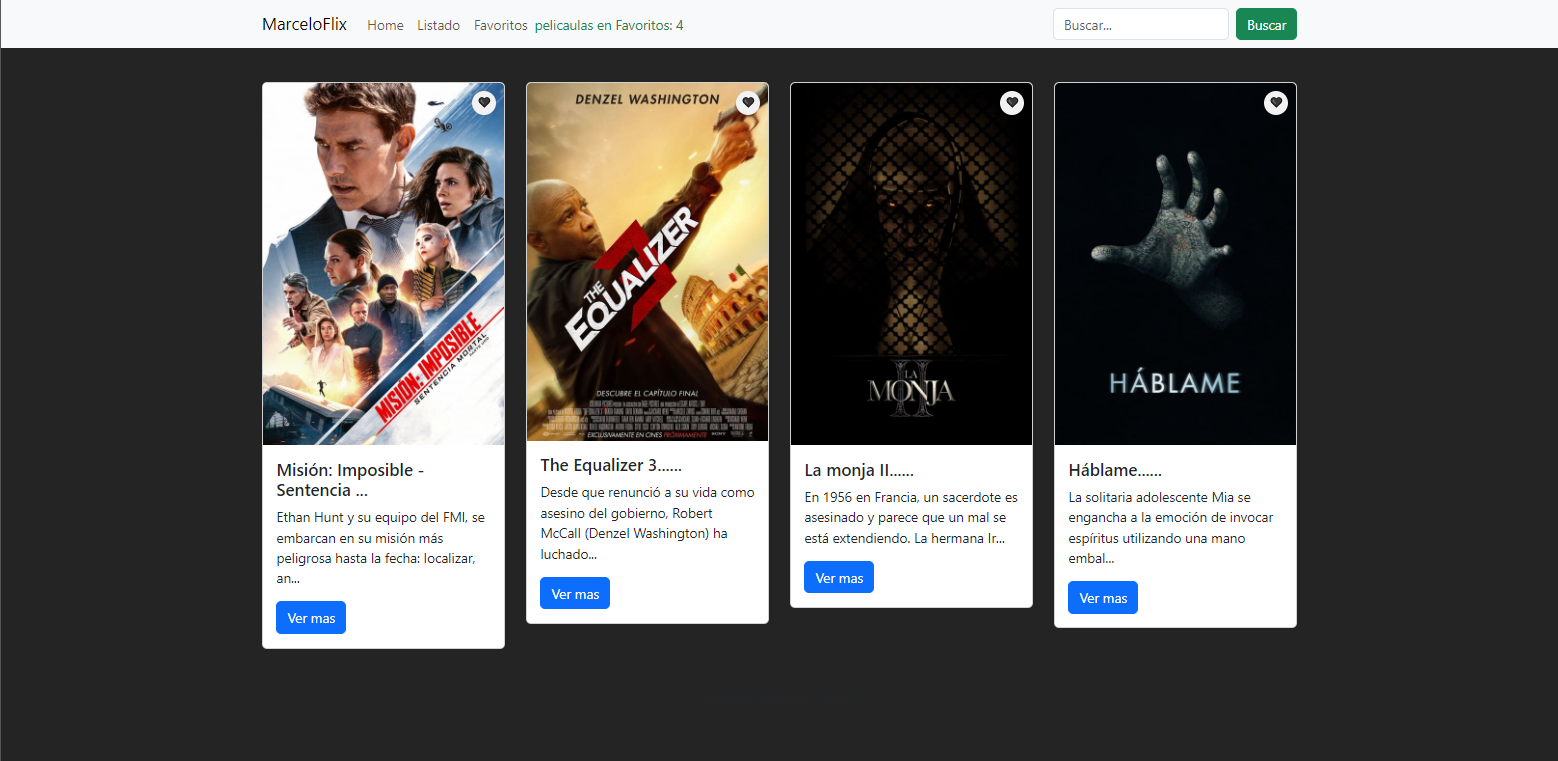 MarceloFlix Home Listado Favoritos pelicaulas en Favoritos: 4 Buscar... Buscar
MISIÓN: IMPOSIBLE
SENTENCIA MORTAL
Misión: Imposible -
Sentencia ...
Ethan Hunt y su equipo del FMI, se
embarcan en su misión más
peligrosa hasta la fecha: localizar,
an...
Ver mas
DENZEL WASHINGTON
THE
EQUALIZER
3
DESCUBRE EL CAPÍTULO FINAL
EXCLUSIVAMENTE EN CINES PRÓXIMAMENTE
The Equalizer 3......
Desde que renunció a su vida como
asesino del gobierno, Robert
McCall (Denzel Washington) ha
luchado...
Ver mas
LA
MONJA
II
La monja II......
En 1956 en Francia, un sacerdote es
asesinado y parece que un mal se
está extendiendo. La hermana Ir...
Ver mas
HÁBLAME
Háblame......
La solitaria adolescente Mia se
engancha a la emoción de invocar
espíritus utilizando una mano
embal...
Ver mas